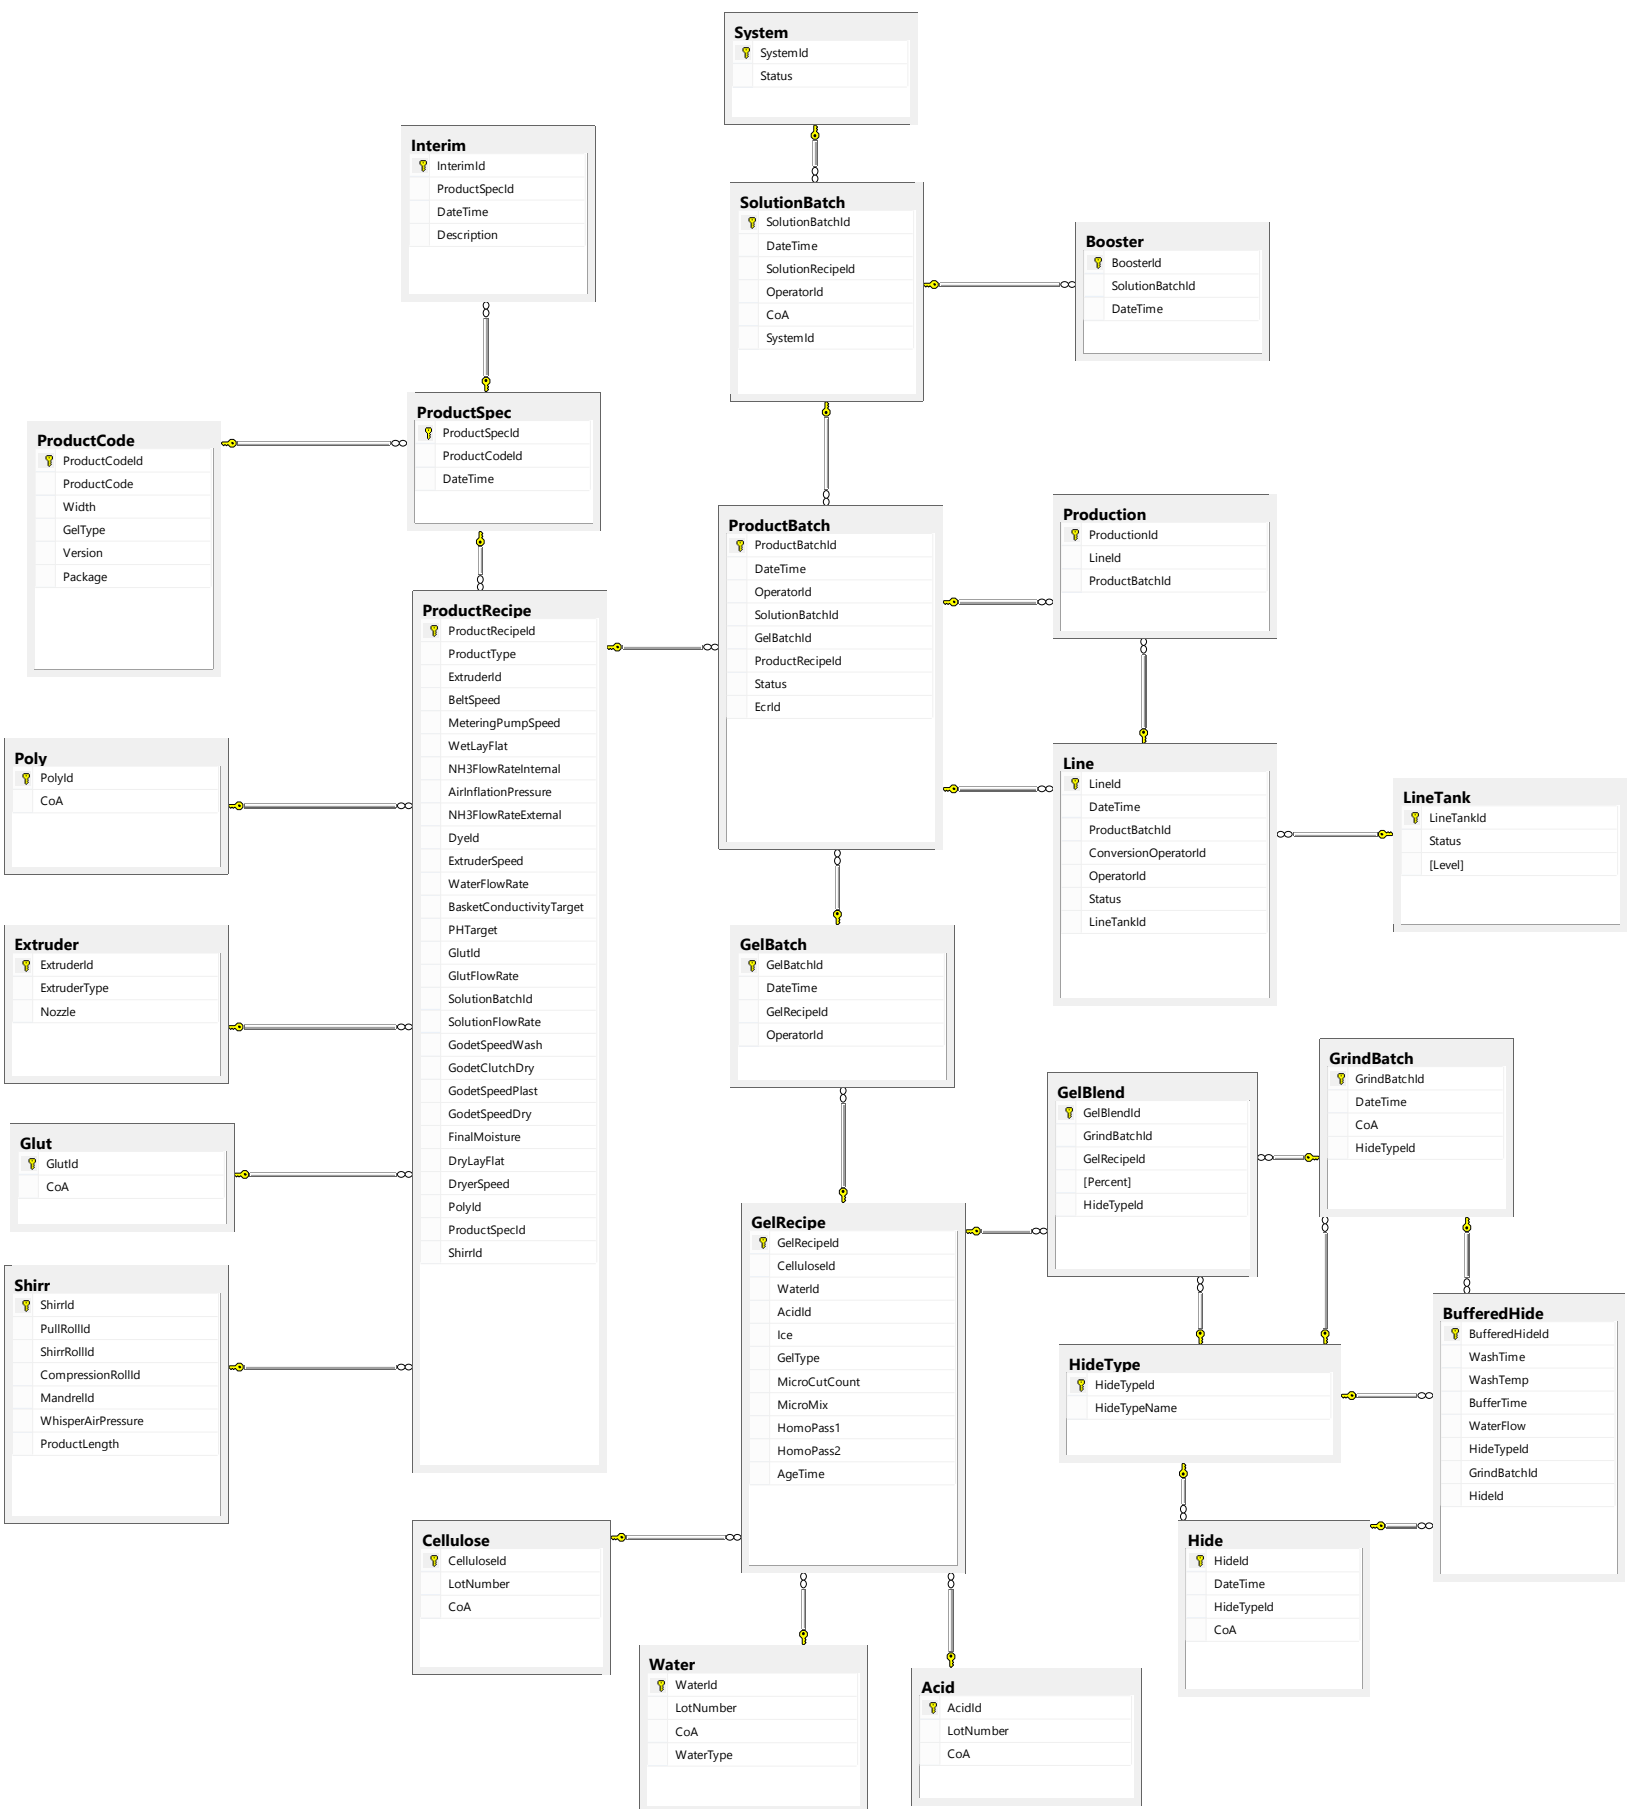 System
SystemId
Status
Interim
InterimId
ProductSpecId
DateTime
Description
SolutionBatch
SolutionBatchId
DateTime
SolutionRecipeId
OperatorId
CoA
SystemId
Booster
BoosterId
SolutionBatchId
DateTime
ProductCode
ProductCodeId
ProductCode
Width
GelType
Version
Package
ProductSpec
ProductSpecId
ProductCodeId
DateTime
ProductBatch
ProductBatchId
DateTime
OperatorId
SolutionBatchId
GelBatchId
ProductRecipeId
Status
EcrId
Production
ProductionId
LineId
ProductBatchId
ProductRecipe
ProductRecipeId
ProductType
ExtruderId
BeltSpeed
MeteringPumpSpeed
WetLayFlat
NH3FlowRateInternal
AirInflationPressure
NH3FlowRateExternal
DyeId
ExtruderSpeed
WaterFlowRate
BasketConductivityTarget
PHTarget
GlutId
GlutFlowRate
SolutionBatchId
SolutionFlowRate
GodetSpeedWash
GodetClutchDry
GodetSpeedPlast
GodetSpeedDry
FinalMoisture
DryLayFlat
DryerSpeed
PolyId
ProductSpecId
ShirrId
Poly
PolyId
CoA
Line
LineId
DateTime
ProductBatchId
ConversionOperatorId
OperatorId
Status
LineTankId
LineTank
LineTankId
Status
[Level]
Extruder
ExtruderId
ExtruderType
Nozzle
GelBatch
GelBatchId
DateTime
GelRecipeId
OperatorId
Glut
GlutId
CoA
GelBlend
GelBlendId
GrindBatchId
GelRecipeId
[Percent]
HideTypeId
GrindBatch
GrindBatchId
DateTime
CoA
HideTypeId
Shirr
ShirrId
PullRollId
ShirrRollId
CompressionRollId
MandrelId
WhisperAirPressure
ProductLength
GelRecipe
GelRecipeId
CelluloseId
WaterId
AcidId
Ice
GelType
MicroCutCount
MicroMix
HomoPass1
HomoPass2
AgeTime
HideType
HideTypeId
HideTypeName
BufferedHide
BufferedHideId
WashTime
WashTemp
BufferTime
WaterFlow
HideTypeId
GrindBatchId
HideId
Cellulose
CelluloseId
LotNumber
CoA
Hide
HideId
DateTime
HideTypeId
CoA
Water
WaterId
LotNumber
CoA
WaterType
Acid
AcidId
LotNumber
CoA